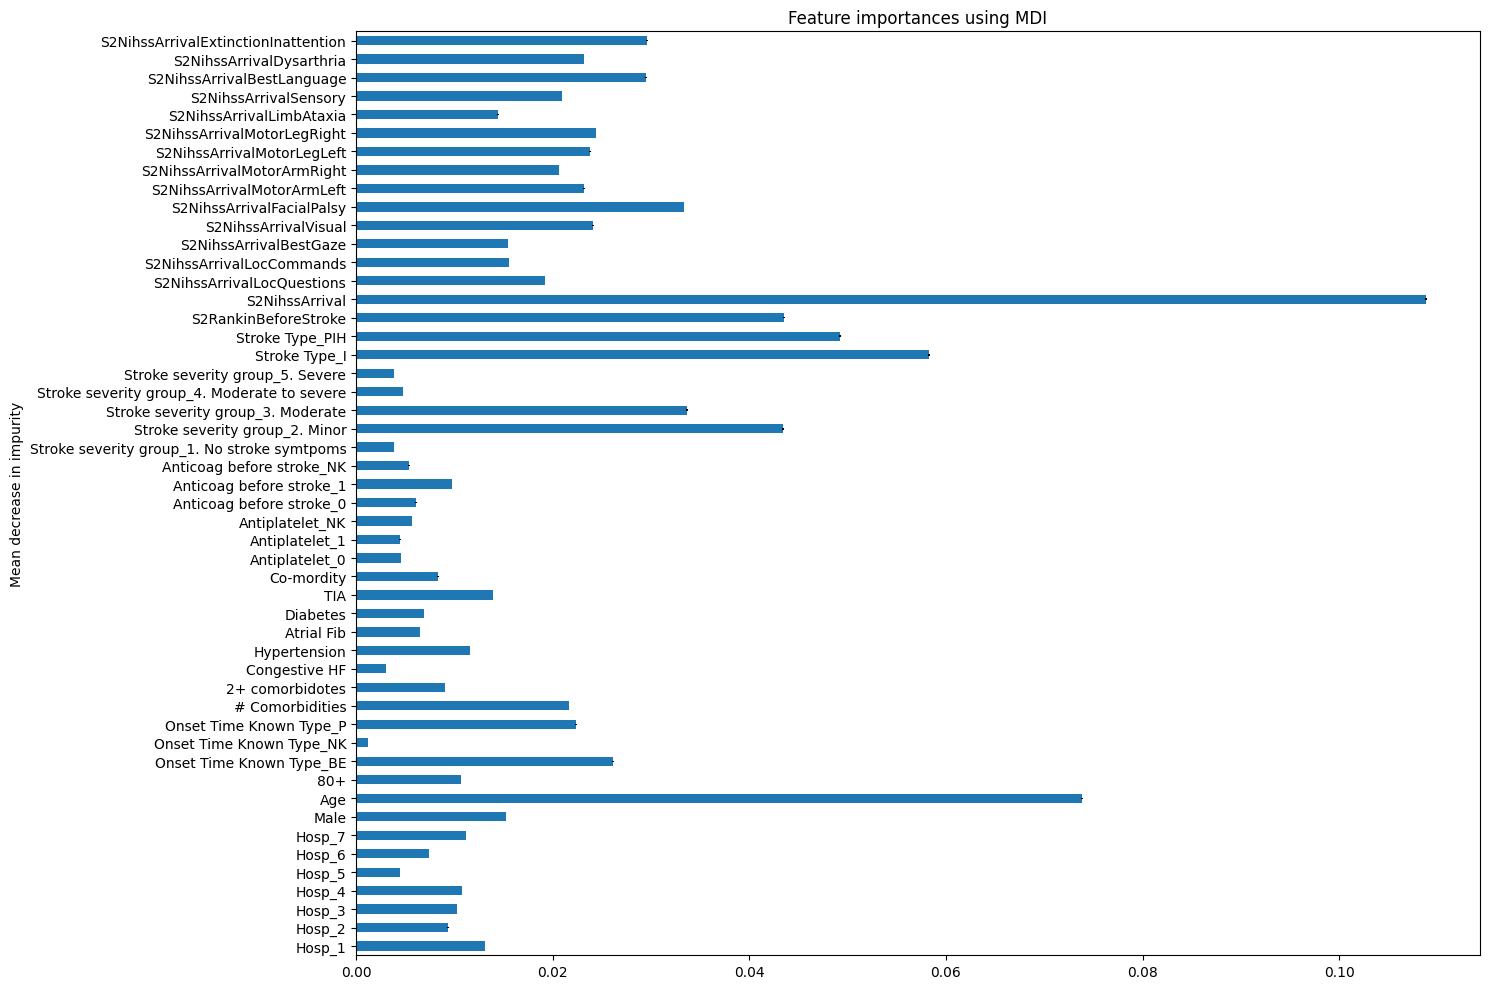 Feature importances using MDI
S2NihssArrivalExtinctionInattention
S2NihssArrivalDysarthria
S2NihssArrivalBestLanguage
S2NihssArrivalSensory
S2NihssArrivalLimbAtaxia
S2NihssArrivalMotorLegRight
S2NihssArrivalMotorLegLeft
S2NihssArrivalMotorArmRight
S2NihssArrivalMotorArmLeft
S2NihssArrivalFacialPalsy
S2NihssArrivalVisual
S2NihssArrivalBestGaze
S2NihssArrivalLocCommands
S2NihssArrivalLocQuestions
S2NihssArrival
S2RankinBeforeStroke
Stroke Type_PIH
Stroke Type_I
Stroke severity group_5. Severe
Stroke severity group_4. Moderate to severe
Stroke severity group_3. Moderate
Stroke severity group_2. Minor
Stroke severity group_1. No stroke symtpoms
Anticoag before stroke_NK
Anticoag before stroke_1
Anticoag before stroke_0
Antiplatelet_NK
Antiplatelet_1
Antiplatelet_0
Co-mordity
TIA
Diabetes
Atrial Fib
Hypertension
Congestive HF
2+ comorbidotes
# Comorbidities
Onset Time Known Type_P
Onset Time Known Type_NK
Onset Time Known Type_BE
80+
Age
Male
Hosp_7
Hosp_6
Hosp_5
Hosp_4
Hosp_3
Hosp_2
Hosp_1
Mean decrease in impurity
0.00 0.02 0.04 0.06 0.08 0.10